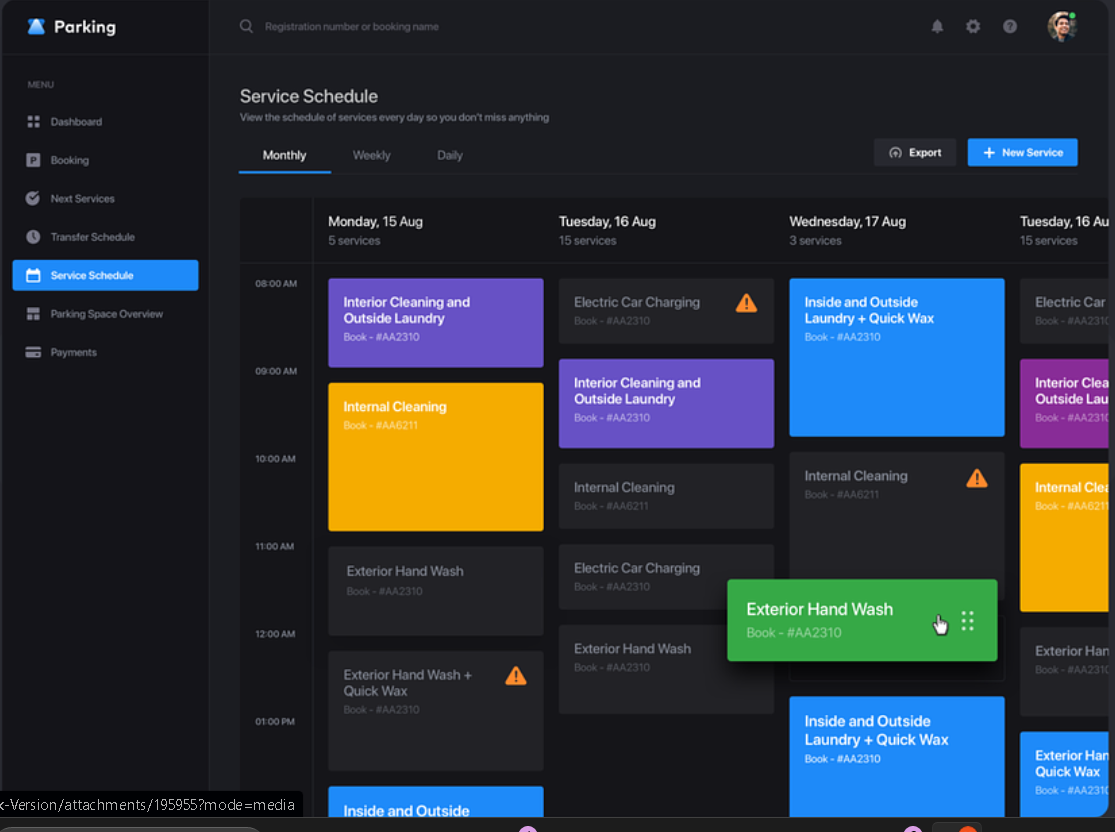 Parking
Registration number or booking name
MENU
Dashboard
Booking
Next Services
Transfer Schedule
Service Schedule
Parking Space Overview
Payments
Service Schedule
View the schedule of services every day so you don't miss anything
Monthly
Weekly
Daily
Export
+ New Service
Monday, 15 Aug
5 services
Tuesday, 16 Aug
15 services
Wednesday, 17 Aug
3 services
Tuesday, 16 Au
15 services
08:00 AM
09:00 AM
10:00 AM
11:00 AM
12:00 AM
01:00 PM
Interior Cleaning and
Outside Laundry
Book - #AA2310
Internal Cleaning
Book - #AA6211
Exterior Hand Wash
Book - #AA2310
Exterior Hand Wash +
Quick Wax
Book - #AA2310
Inside and Outside
Electric Car Charging
Book - #AA2310
Interior Cleaning and
Outside Laundry
Book - #AA2310
Internal Cleaning
Book - #AA6211
Electric Car Charging
Book - #AA2310
Exterior Hand Wash
Book - #AA2310
Inside and Outside
Laundry + Quick Wax
Book - #AA2310
Internal Cleaning
Book - #AA6211
Exterior Hand Wash
Book - #AA2310
Inside and Outside
Laundry + Quick Wax
Book - #AA2310
Electric Car
Book - #AA2310
Interior Clea
Outside Lau
Book - #AA2310
Internal Clea
Book - #AA6211
Exterior Han
Book - #AA2310
Exterior Han
Quick Wax
Book - #AA2310
k-Version/attachments/195955?mode=media